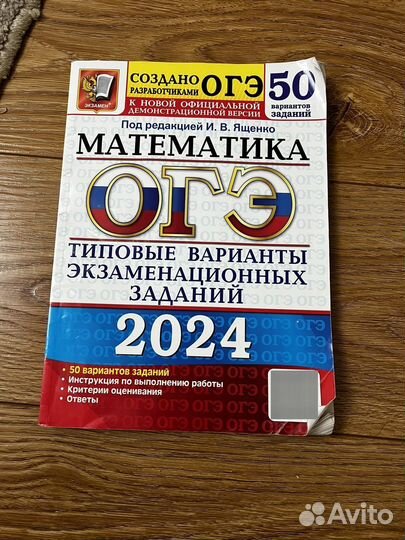 ЭКЗАМЕН
СОЗДАНО
РАЗРАБОТЧИКАМИ
ОГЭ
50
вариантов
заданий
К НОВОЙ ОФИЦИАЛЬНОЙ
ДЕМОНСТРАЦИОННОЙ ВЕРСИИ
Под редакцией И. В. Ященко
МАТЕМАТИКА
ОГЭ
ТИПОВЫЕ ВАРИАНТЫ
ЭКЗАМЕНАЦИОННЫХ
ЗАДАНИЙ
2024
• 50 вариантов заданий
• Инструкция по выполнению работы
• Критерии оценивания
• Ответы
Avito